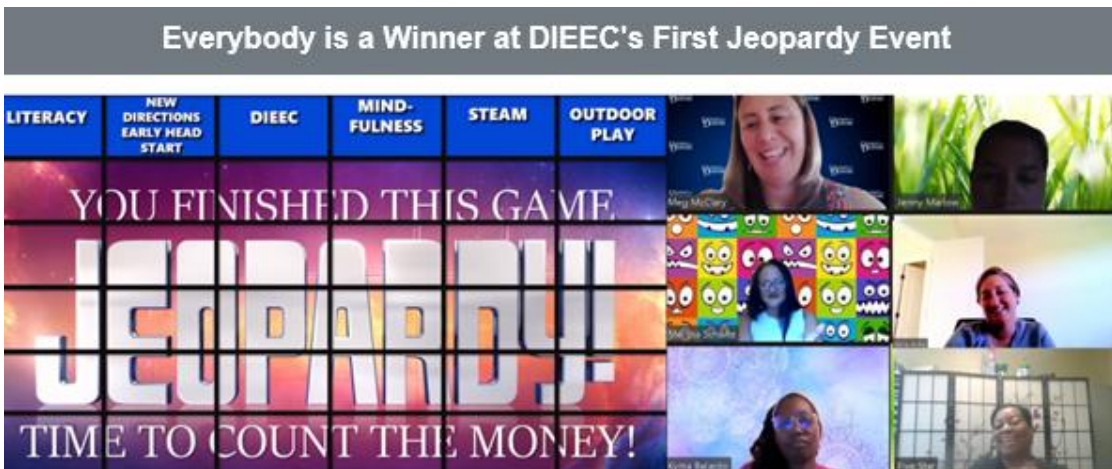 Everybody is a Winner at DIEEC's First Jeopardy Event
LITERACY
NEW
DIRECTIONS
EARLY HEAD
START
DIEEC
MIND-
FULNESS
STEAM
OUTDOOR
PLAY
YOU FINISHED THIS GAME
JEOPARDY!
TIME TO COUNT THE MONEY!
Meg McClary
Jenny Marlow